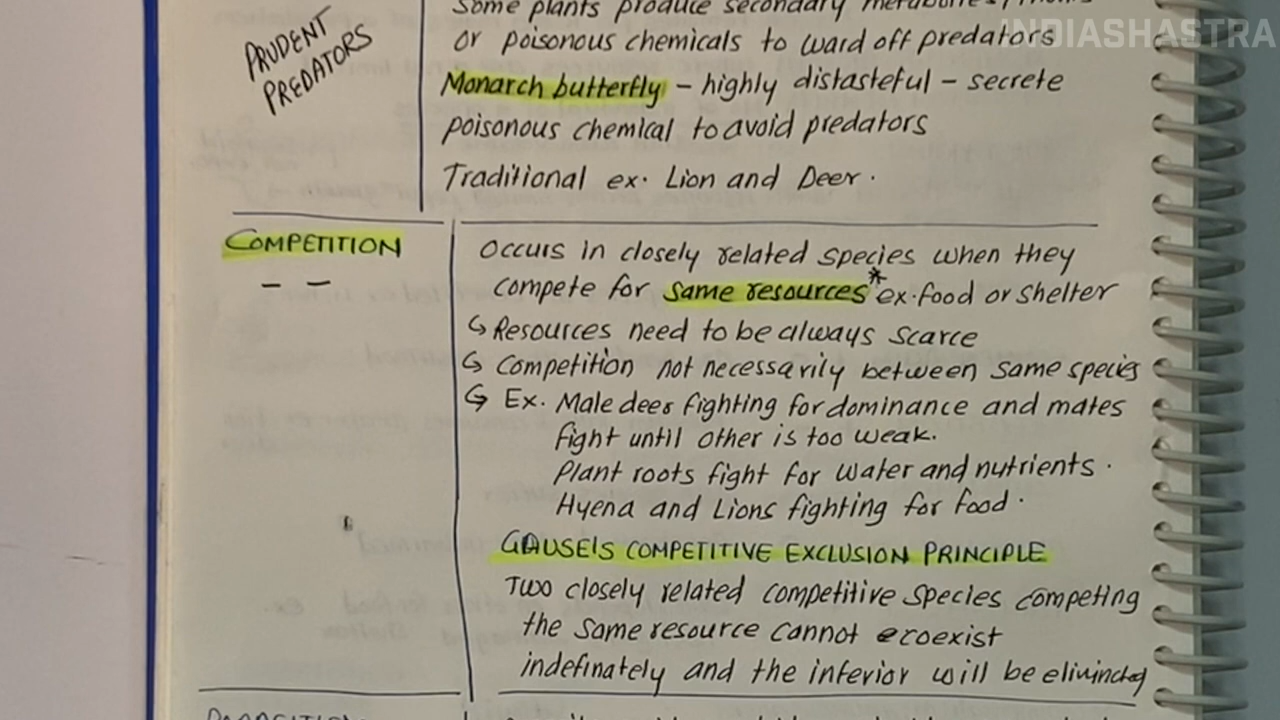 Some plants produce secondary
or poisonous chemicals to ward off predators
INDIASHASTRA
PRUDENT
PREDATORS
Monarch butterfly – highly distasteful – secrete
poisonous chemical to avoid predators
Traditional ex. Lion and Deer.
COMPETITION
– –
Occurs in closely related species when they
compete for same resources* ex. food or shelter
↳ Resources need to be always scarce
↳ Competition not necessarily between same species
↳ Ex. Male deer fighting for dominance and mates
fight until other is too weak.
Plant roots fight for water and nutrients.
Hyena and Lions fighting for food.
GAUSE'S COMPETITIVE EXCLUSION PRINCIPLE
Two closely related competitive species competing
the same resource cannot coexist
indefinately and the inferior will be